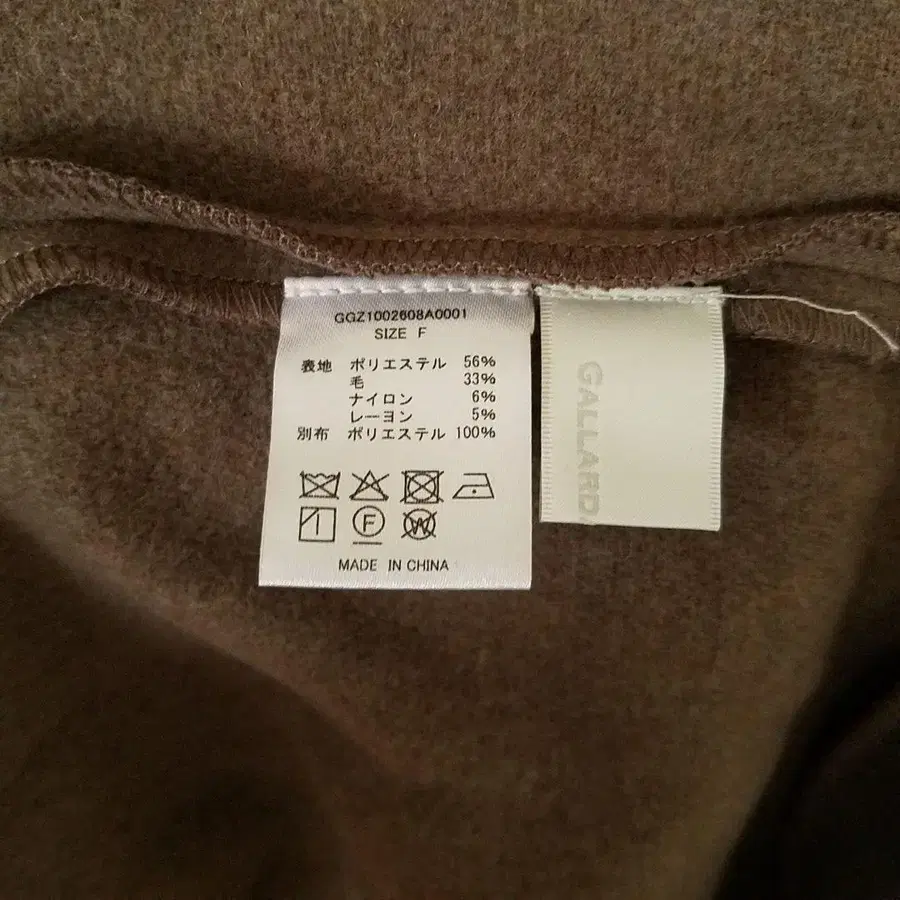 GGZ1002608A0001
SIZE F
表地 ポリエステル 56%
毛 33%
ナイロン 6%
レーヨン 5%
別布 ポリエステル 100%
F
W
MADE IN CHINA
GALLARD